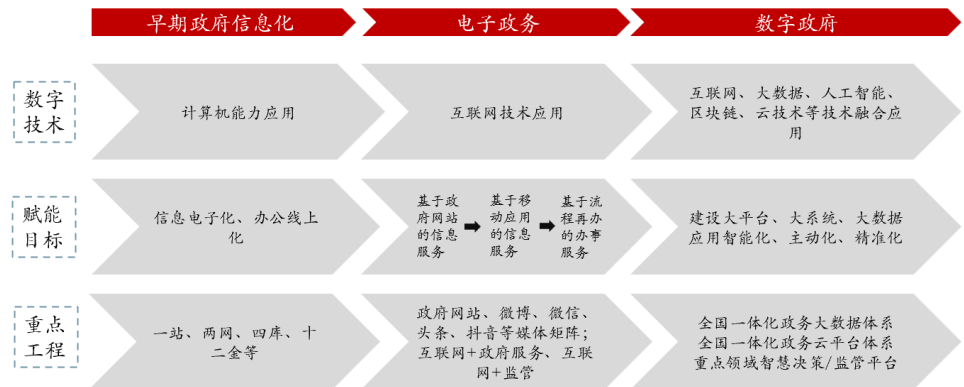 早期政府信息化
电子政务
数字政府
数字
技术
计算机能力应用
互联网技术应用
互联网、大数据、人工智能、
区块链、云技术等技术融合应
用
赋能
目标
信息电子化、办公线上
化
基于政
府网站
的信息
服务
基于移
动应用
的信息
服务
基于流
程再办
的办事
服务
建设大平台、大系统、大数据
应用智能化、主动化、精准化
重点
工程
一站、两网、四库、十
二金等
政府网站、微博、微信、
头条、抖音等媒体矩阵；
互联网+政府服务、互联
网+监管
全国一体化政务大数据体系
全国一体化政务云平台体系
重点领域智慧决策/监管平台